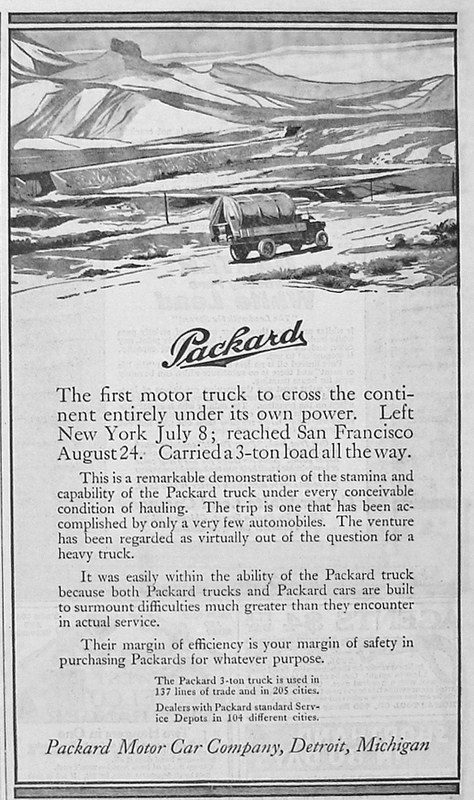 Packard
The first motor truck to cross the conti-
nent entirely under its own power. Left
New York July 8; reached San Francisco
August 24. Carried a 3-ton load all the way.
This is a remarkable demonstration of the stamina and
capability of the Packard truck under every conceivable
condition of hauling. The trip is one that has been ac-
complished by only a very few automobiles. The venture
has been regarded as virtually out of the question for a
heavy truck.
It was easily within the ability of the Packard truck
because both Packard trucks and Packard cars are built
to surmount difficulties much greater than they encounter
in actual service.
Their margin of efficiency is your margin of safety in
purchasing Packards for whatever purpose.
The Packard 3-ton truck is used in
137 lines of trade and in 205 cities.
Dealers with Packard standard Serv-
ice Depots in 104 different cities.
Packard Motor Car Company, Detroit, Michigan